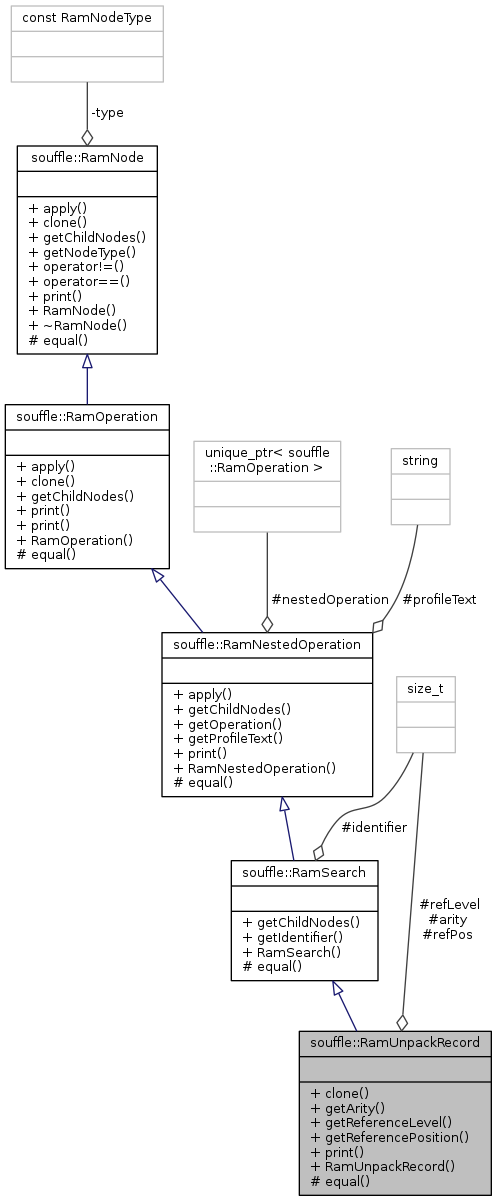 const RamNodeType
-type
souffle::RamNode
+ apply()
+ clone()
+ getChildNodes()
+ getNodeType()
+ operator!=()
+ operator==()
+ print()
+ RamNode()
+ ~RamNode()
# equal()
souffle::RamOperation
+ apply()
+ clone()
+ getChildNodes()
+ print()
+ print()
+ RamOperation()
# equal()
unique_ptr< souffle
::RamOperation >
string
#nestedOperation
#profileText
souffle::RamNestedOperation
+ apply()
+ getChildNodes()
+ getOperation()
+ getProfileText()
+ print()
+ RamNestedOperation()
# equal()
size_t
#identifier
souffle::RamSearch
+ getChildNodes()
+ getIdentifier()
+ RamSearch()
# equal()
#refLevel
#arity
#refPos
souffle::RamUnpackRecord
+ clone()
+ getArity()
+ getReferenceLevel()
+ getReferencePosition()
+ print()
+ RamUnpackRecord()
# equal()